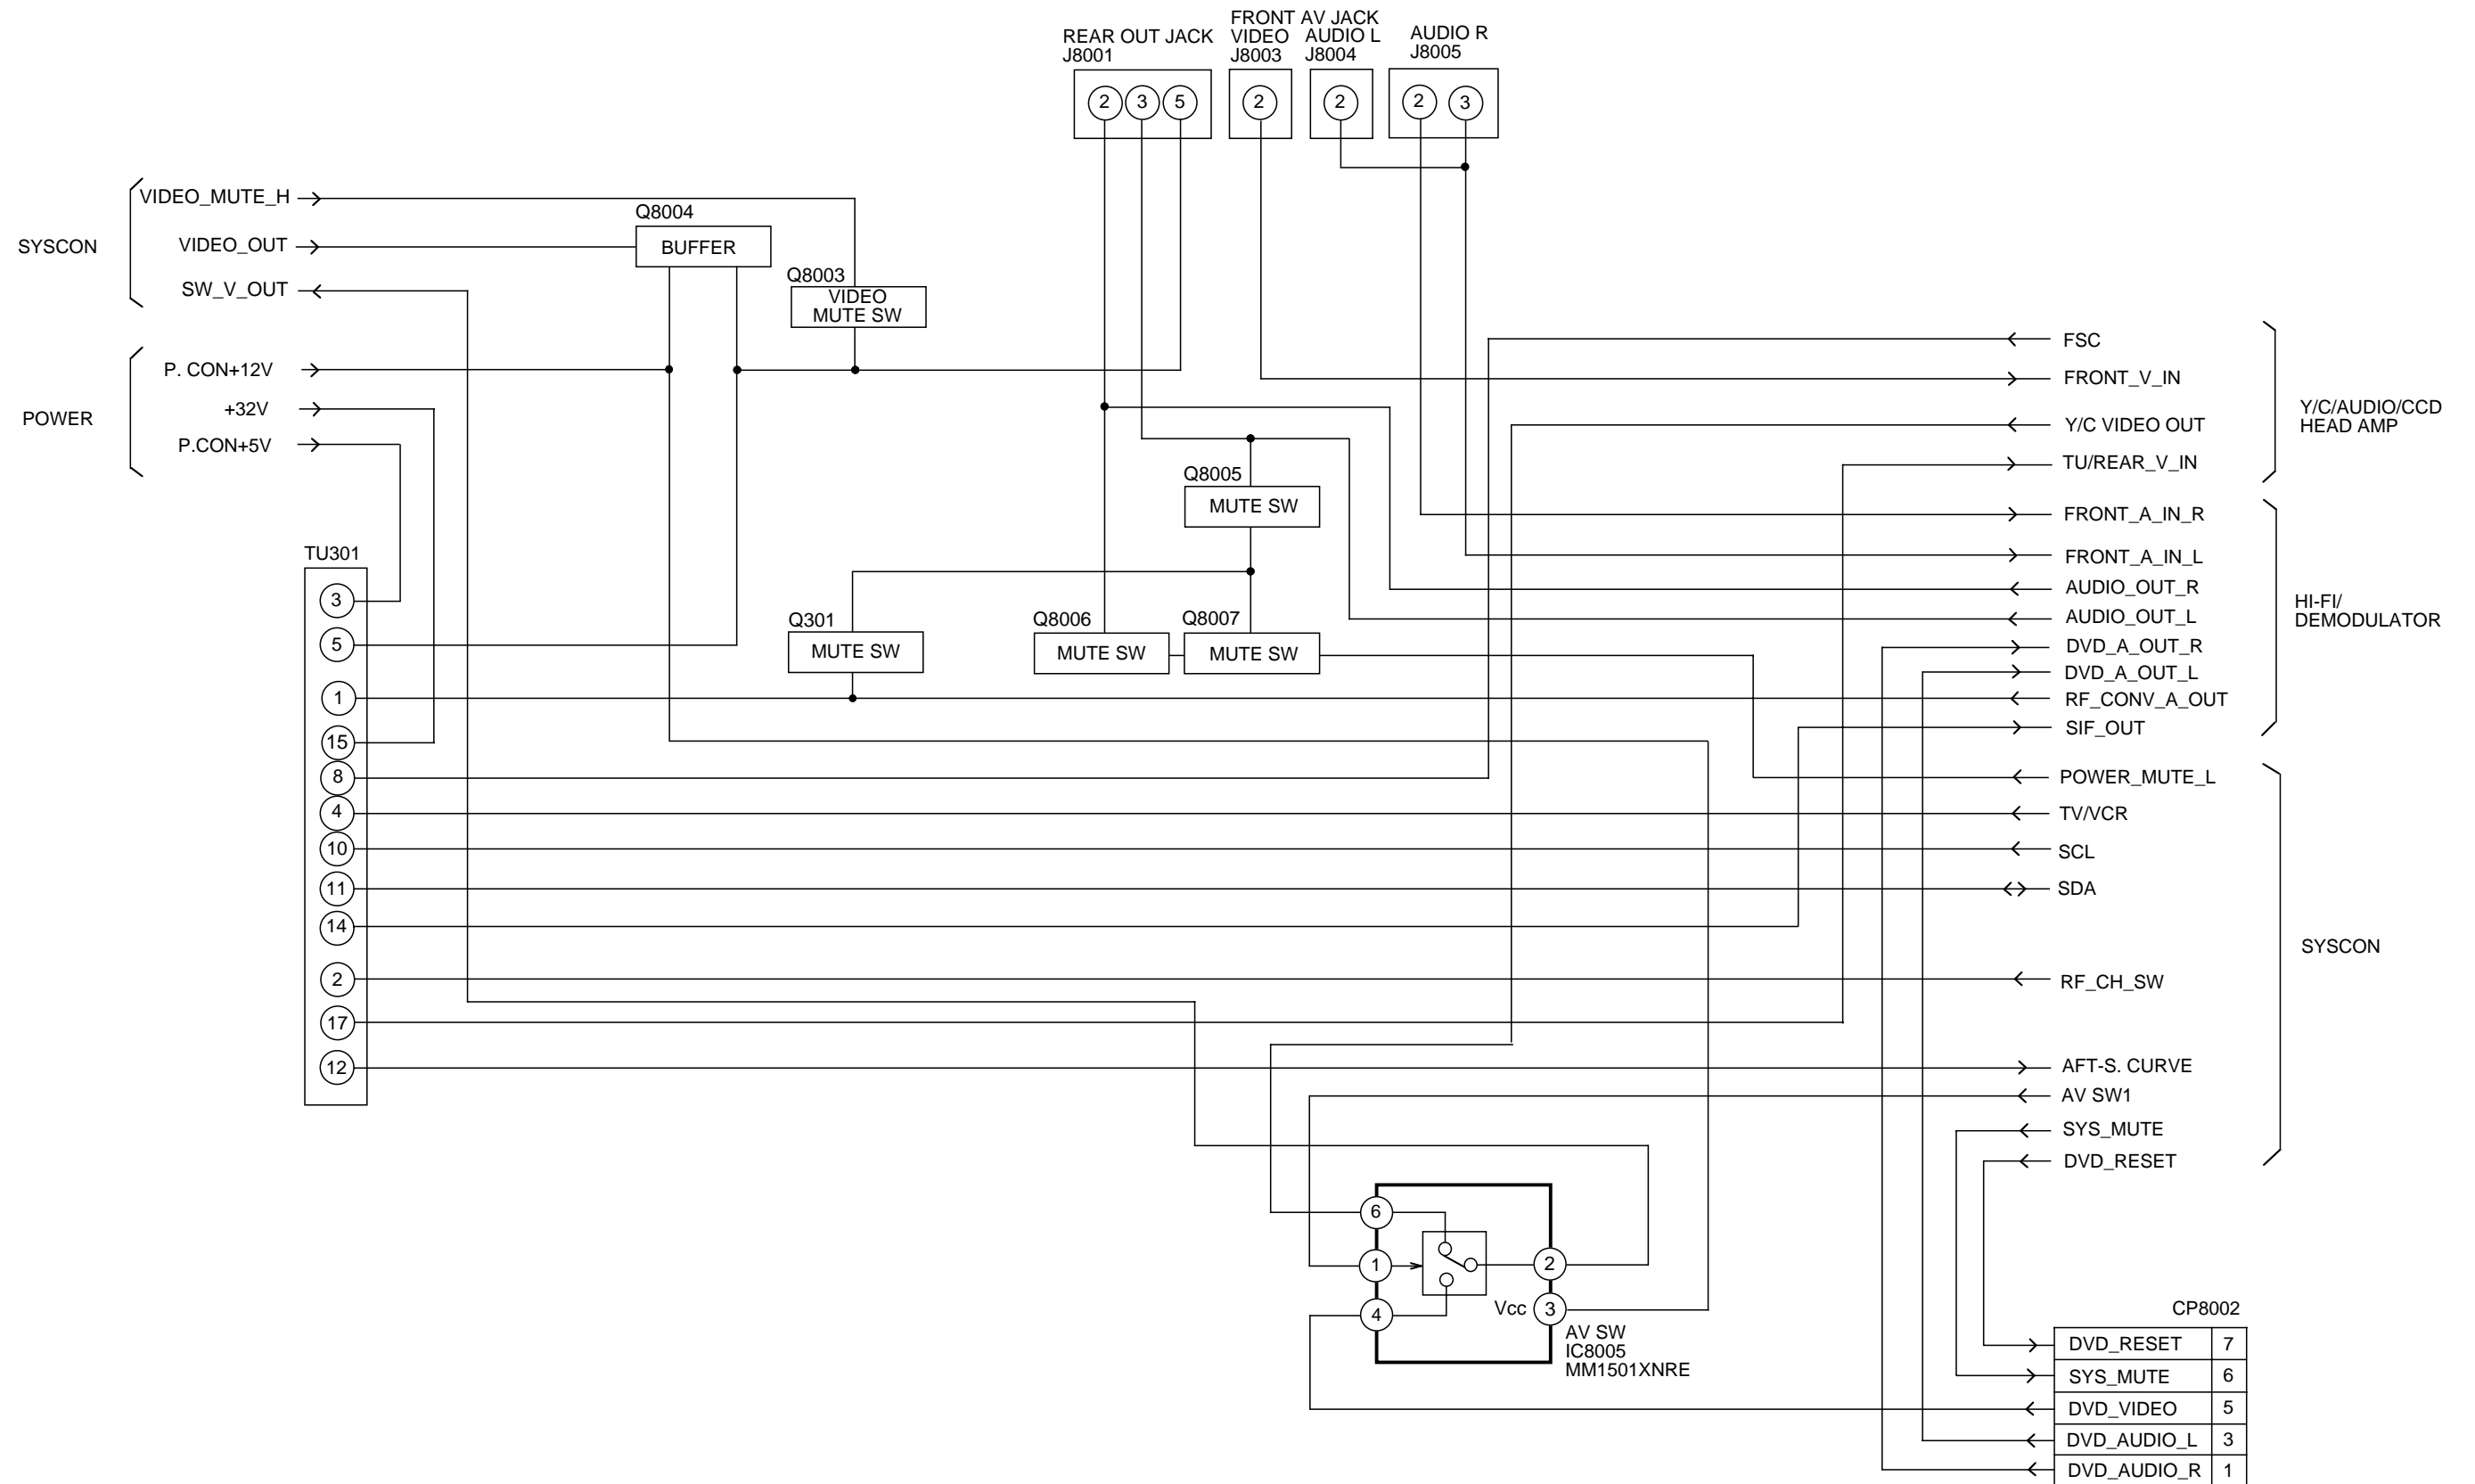 FRONT AV JACK
REAR OUT JACK
J8001
VIDEO
J8003
AUDIO L
J8004
AUDIO R
J8005
2 3 5
2
2
2 3
SYSCON
VIDEO_MUTE_H
VIDEO_OUT
SW_V_OUT
Q8004
BUFFER
Q8003
VIDEO
MUTE SW
POWER
P. CON+12V
+32V
P.CON+5V
Q8005
MUTE SW
Q301
MUTE SW
Q8006
MUTE SW
Q8007
MUTE SW
TU301
3
5
1
15
8
4
10
11
14
2
17
12
FSC
FRONT_V_IN
Y/C VIDEO OUT
TU/REAR_V_IN
Y/C/AUDIO/CCD
HEAD AMP
FRONT_A_IN_R
FRONT_A_IN_L
AUDIO_OUT_R
AUDIO_OUT_L
DVD_A_OUT_R
DVD_A_OUT_L
RF_CONV_A_OUT
SIF_OUT
HI-FI/
DEMODULATOR
POWER_MUTE_L
TV/VCR
SCL
SDA
RF_CH_SW
AFT-S. CURVE
AV SW1
SYS_MUTE
DVD_RESET
SYSCON
6
1
4
2
Vcc 3
AV SW
IC8005
MM1501XNRE
CP8002
DVD_RESET 7
SYS_MUTE 6
DVD_VIDEO 5
DVD_AUDIO_L 3
DVD_AUDIO_R 1